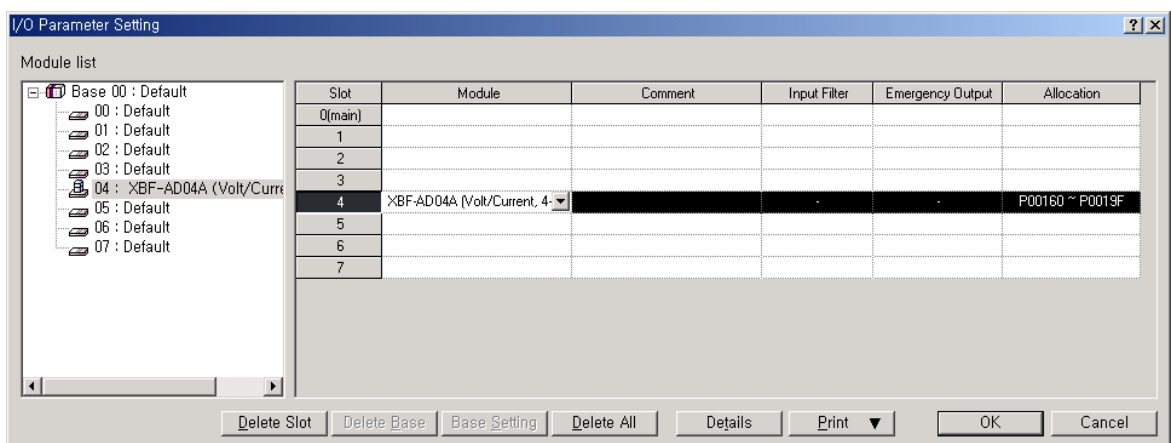 I/O Parameter Setting
Module list
Base 00 : Default
00 : Default
01 : Default
02 : Default
03 : Default
04 : XBF-AD04A (Volt/Curre
05 : Default
06 : Default
07 : Default
Slot Module Comment Input Filter Emergency Output Allocation
0(main)
1
2
3
4 XBF-AD04A (Volt/Current, 4- - - P00160 ~ P0019F
5
6
7
Delete Slot Delete Base Base Setting Delete All Details Print ▼ OK Cancel